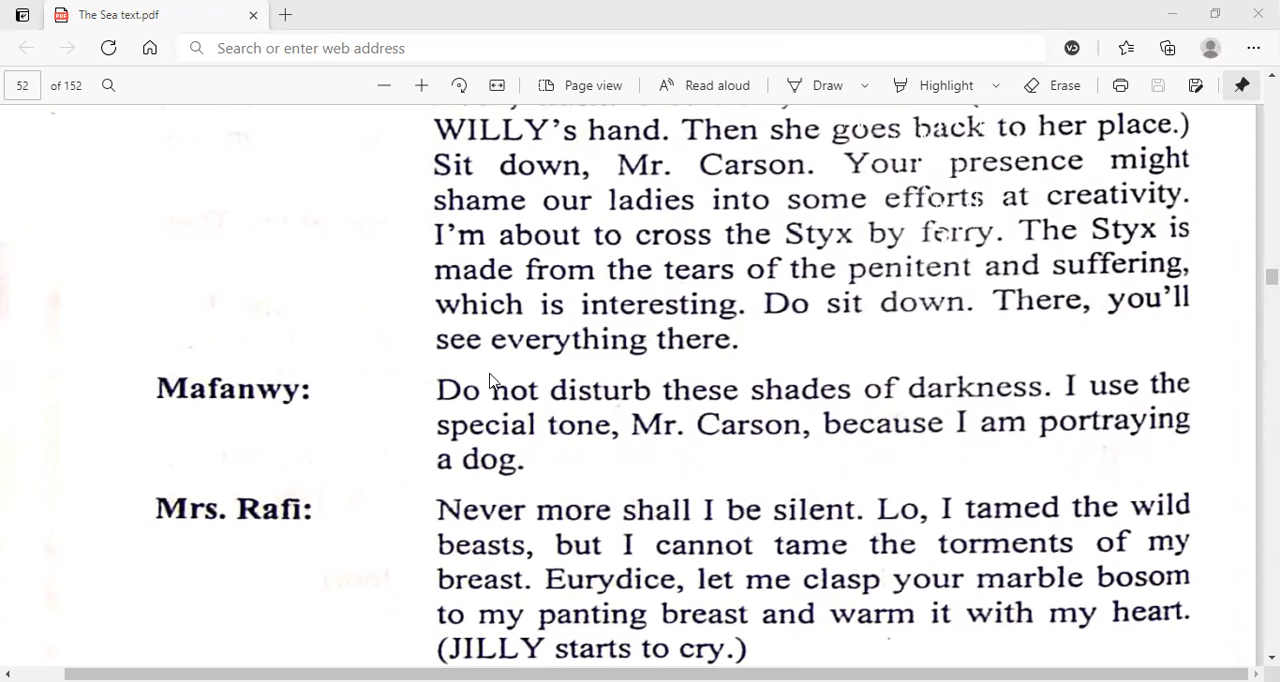 The Sea text.pdf
Search or enter web address
52 of 152 Page view Read aloud Draw Highlight Erase
WILLY's hand. Then she goes back to her place.)
Sit down, Mr. Carson. Your presence might
shame our ladies into some efforts at creativity.
I'm about to cross the Styx by ferry. The Styx is
made from the tears of the penitent and suffering,
which is interesting. Do sit down. There, you'll
see everything there.
Mafanwy: Do not disturb these shades of darkness. I use the
special tone, Mr. Carson, because I am portraying
a dog.
Mrs. Rafi: Never more shall I be silent. Lo, I tamed the wild
beasts, but I cannot tame the torments of my
breast. Eurydice, let me clasp your marble bosom
to my panting breast and warm it with my heart.
(JILLY starts to cry.)